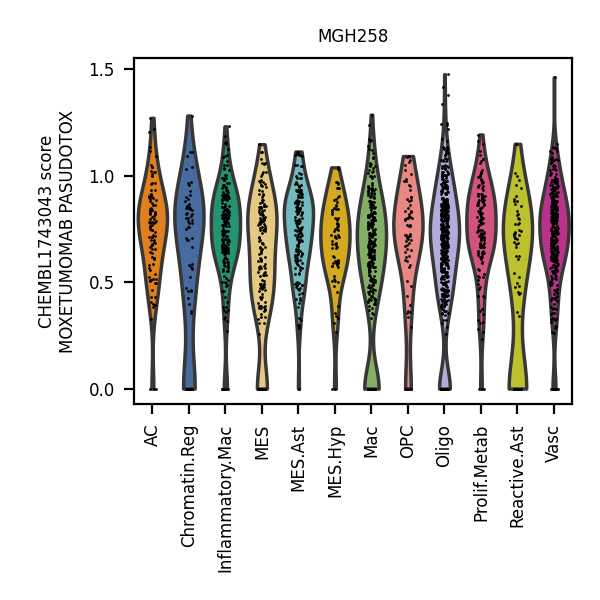 MGH258
CHEMBL1743043 score
MOXETUMOMAB PASUDOTOX
1.5
1.0
0.5
0.0
AC
Chromatin.Reg
Inflammatory.Mac
MES
MES.Ast
MES.Hyp
Mac
OPC
Oligo
Prolif.Metab
Reactive.Ast
Vasc